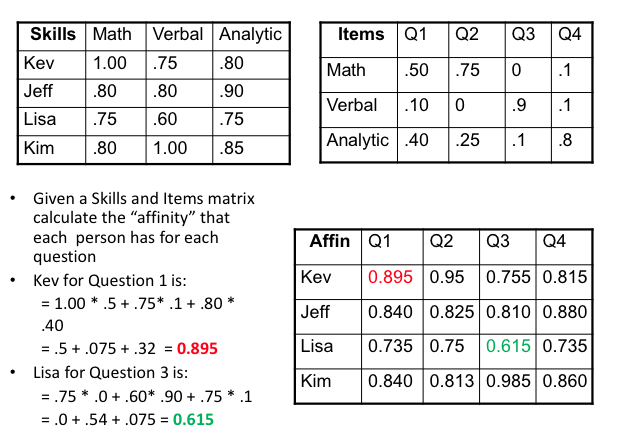 Skills Math Verbal Analytic
Kev 1.00 .75 .80
Jeff .80 .80 .90
Lisa .75 .60 .75
Kim .80 1.00 .85
Items Q1 Q2 Q3 Q4
Math .50 .75 0 .1
Verbal .10 0 .9 .1
Analytic .40 .25 .1 .8
• Given a Skills and Items matrix
calculate the “affinity” that
each person has for each
question
• Kev for Question 1 is:
= 1.00 * .5 + .75* .1 + .80 *
.40
= .5 + .075 + .32 = 0.895
• Lisa for Question 3 is:
= .75 * .0 + .60* .90 + .75 * .1
= .0 + .54 + .075 = 0.615
Affin Q1 Q2 Q3 Q4
Kev 0.895 0.95 0.755 0.815
Jeff 0.840 0.825 0.810 0.880
Lisa 0.735 0.75 0.615 0.735
Kim 0.840 0.813 0.985 0.860